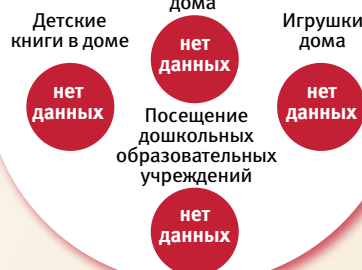 дома
Детские
книги в доме
Игрушки
дома
нет
данных
нет
данных
нет
данных
Посещение
дошкольных
образовательных
учреждений
нет
данных